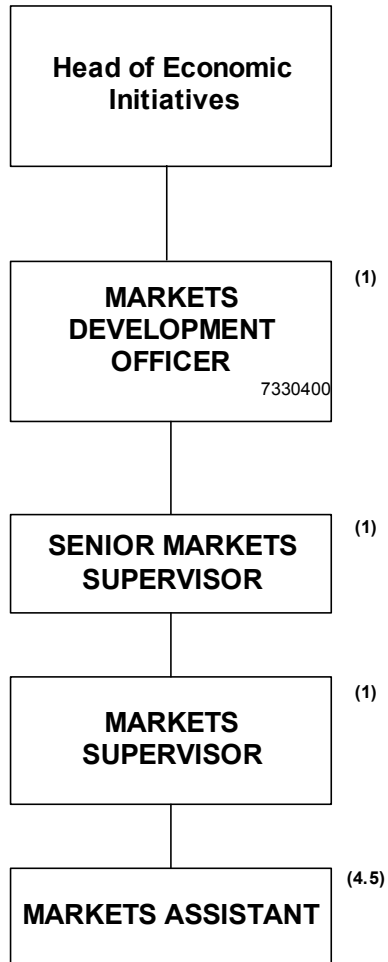 Head of Economic
Initiatives
(1)
MARKETS
DEVELOPMENT
OFFICER
7330400
(1)
SENIOR MARKETS
SUPERVISOR
(1)
MARKETS
SUPERVISOR
(4.5)
MARKETS ASSISTANT